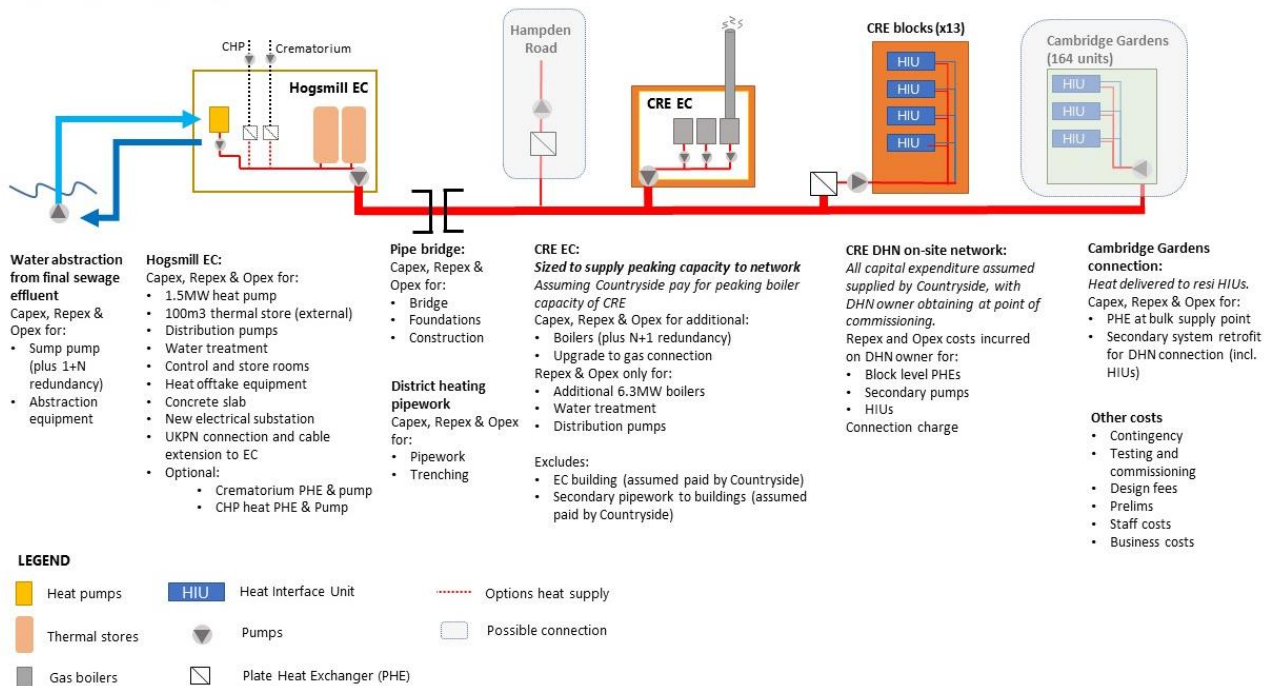 CHP
Crematorium
Hogsmill EC
Hampden
Road
CRE EC
CRE blocks (x13)
HIU
HIU
HIU
HIU
Cambridge Gardens
(164 units)
HIU
HIU
HIU
Water abstraction
from final sewage
effluent
Capex, Repex &
Opex for:
• Sump pump
(plus 1+N
redundancy)
• Abstraction
equipment
Hogsmill EC:
Capex, Repex & Opex for:
• 1.5MW heat pump
• 100m3 thermal store (external)
• Distribution pumps
• Water treatment
• Control and store rooms
• Heat offtake equipment
• Concrete slab
• New electrical substation
• UKPN connection and cable
extension to EC
• Optional:
• Crematorium PHE & pump
• CHP heat PHE & Pump
Pipe bridge:
Capex, Repex &
Opex for:
• Bridge
• Foundations
• Construction
District heating
pipework
Capex, Repex & Opex
for:
• Pipework
• Trenching
CRE EC:
Sized to supply peaking capacity to network
Assuming Countryside pay for peaking boiler
capacity of CRE
Capex, Repex & Opex for additional:
• Boilers (plus N+1 redundancy)
• Upgrade to gas connection
Repex & Opex only for:
• Additional 6.3MW boilers
• Water treatment
• Distribution pumps
Excludes:
• EC building (assumed paid by Countryside)
• Secondary pipework to buildings (assumed
paid by Countryside)
CRE DHN on-site network:
All capital expenditure assumed
supplied by Countryside, with
DHN owner obtaining at point of
commissioning.
Repex and Opex costs incurred
on DHN owner for:
• Block level PHEs
• Secondary pumps
• HIUs
Connection charge
Cambridge Gardens
connection:
Heat delivered to resi HIUs.
Capex, Repex & Opex for:
• PHE at bulk supply point
• Secondary system retrofit
for DHN connection (incl.
HIUs)
Other costs
• Contingency
• Testing and
commissioning
• Design fees
• Prelims
• Staff costs
• Business costs
LEGEND
Heat pumps
HIU Heat Interface Unit
Options heat supply
Thermal stores
Pumps
Possible connection
Gas boilers
Plate Heat Exchanger (PHE)